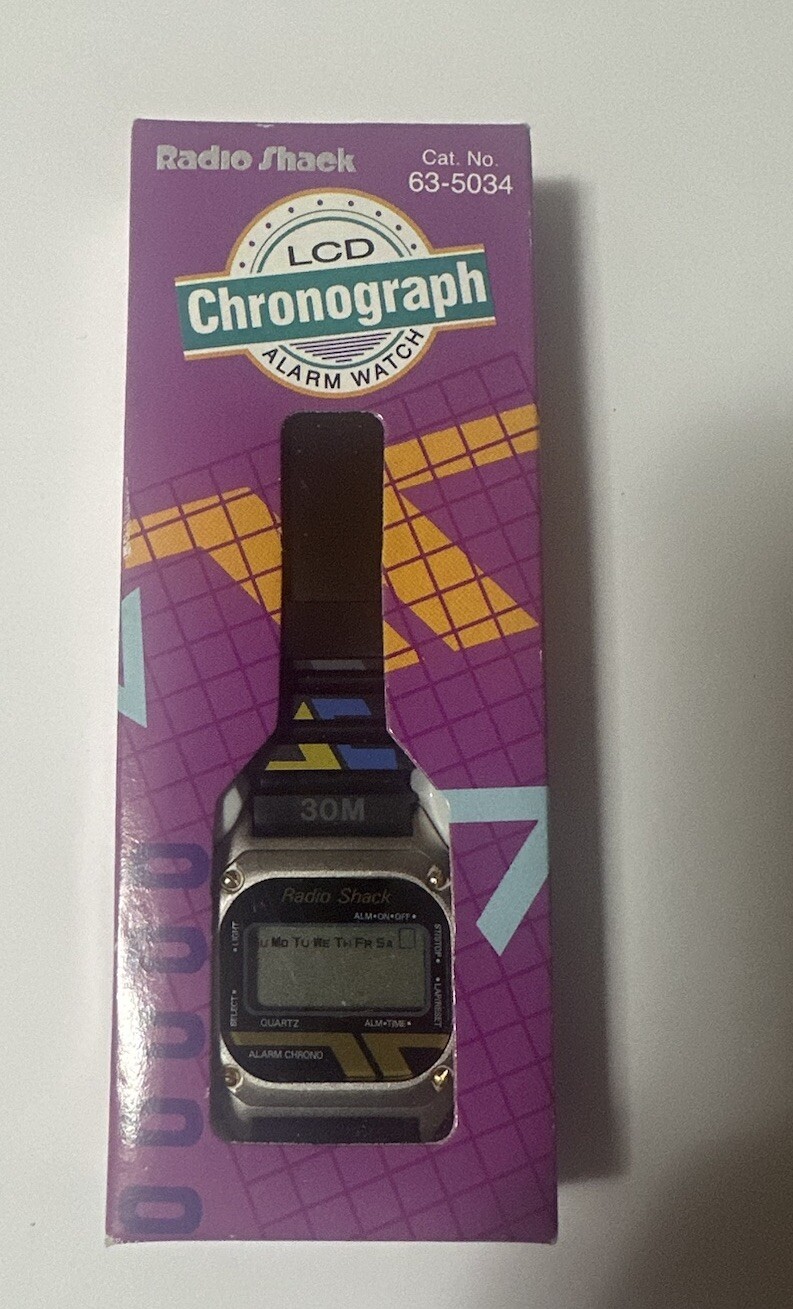 Radio Shack
Cat. No.
63-5034
LCD
Chronograph
ALARM WATCH
30M
Radio Shack
ALM•ON•OFF•
• LIGHT
ST/STOP •
Mo Tu We Th Fr Sa
SELECT •
• LAP/RESET
QUARTZ
ALM•TIME•
ALARM CHRONO